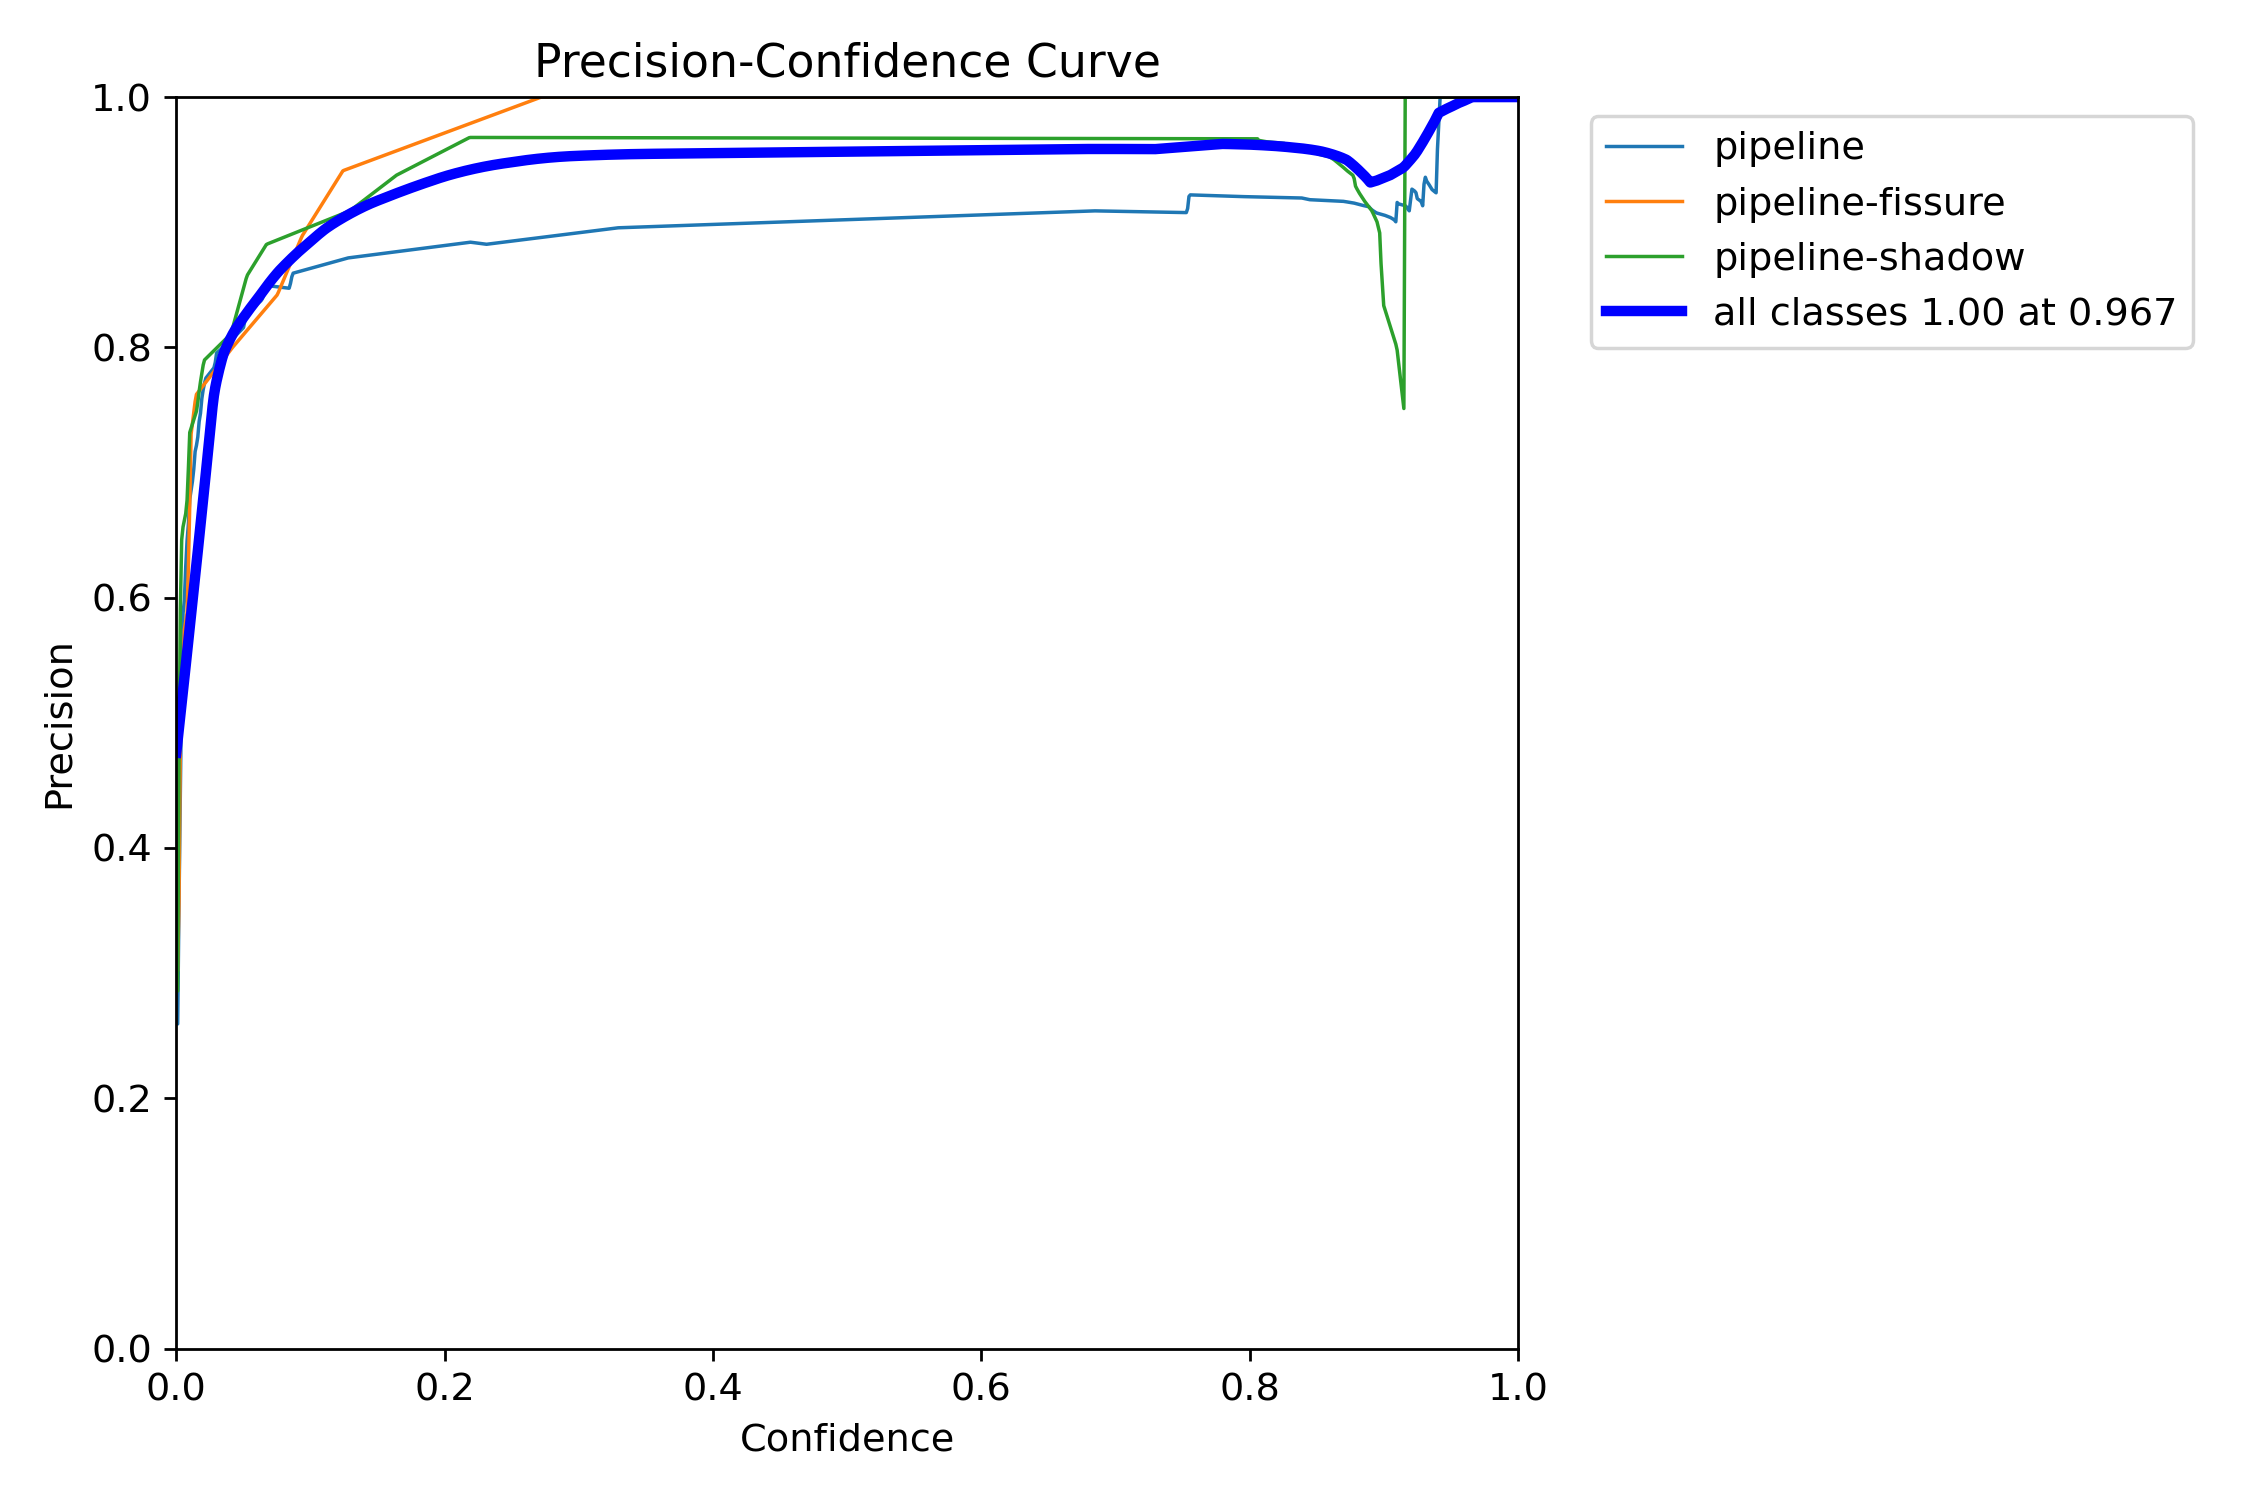 Precision-Confidence Curve
1.0
0.8
0.6
0.4
0.2
0.0
Precision
0.0 0.2 0.4 0.6 0.8 1.0
Confidence
pipeline
pipeline-fissure
pipeline-shadow
all classes 1.00 at 0.967